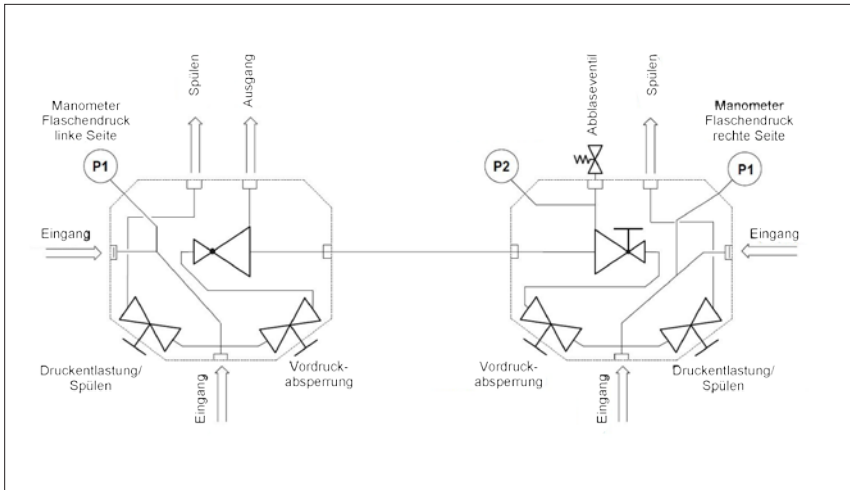 Spülen
Ausgang
Abblaseventil
Spülen
Manometer
Flaschendruck
linke Seite
Manometer
Flaschendruck
rechte Seite
P1
P2
P1
Eingang
Eingang
Druckentlastung/
Spülen
Vordruck-
absperrung
Vordruck-
absperrung
Druckentlastung/
Spülen
Eingang
Eingang